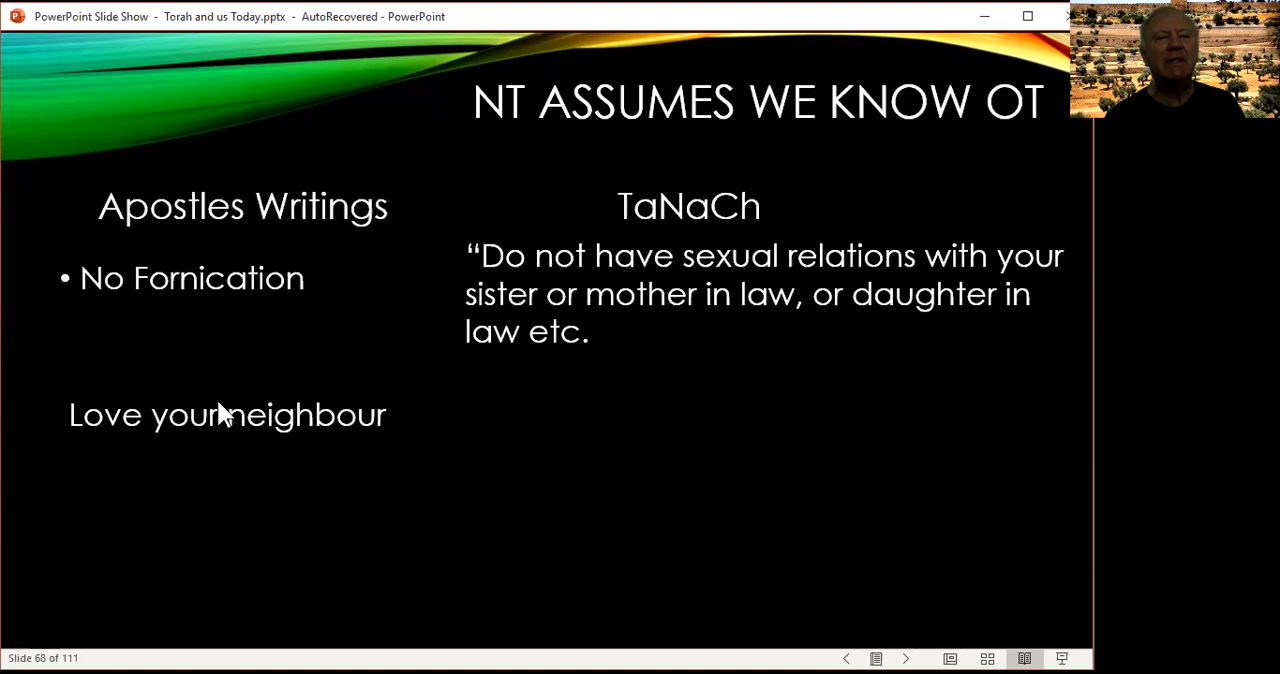 PowerPoint Slide Show - Torah and us Today.pptx - AutoRecovered - PowerPoint
NT ASSUMES WE KNOW OT
Apostles Writings
• No Fornication
Love your neighbour
TaNaCh
“Do not have sexual relations with your
sister or mother in law, or daughter in
law etc.
Slide 68 of 111